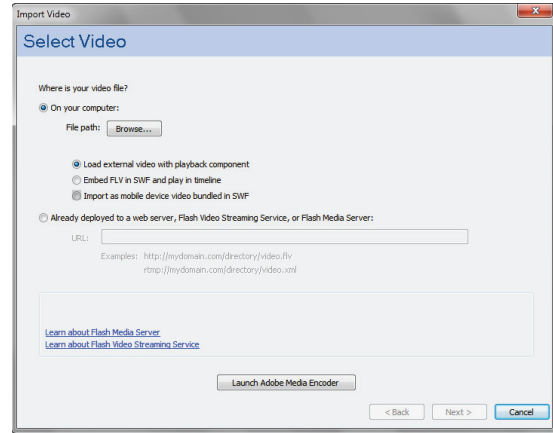 Import Video
Select Video
Where is your video file?
On your computer:
File path: Browse...
Load external video with playback component
Embed FLV in SWF and play in timeline
Import as mobile device video bundled in SWF
Already deployed to a web server, Flash Video Streaming Service, or Flash Media Server:
URL:
Examples: http://mydomain.com/directory/video.flv
rtmp://mydomain.com/directory/video.xml
Learn about Flash Media Server
Learn about Flash Video Streaming Service
Launch Adobe Media Encoder
< Back Next > Cancel